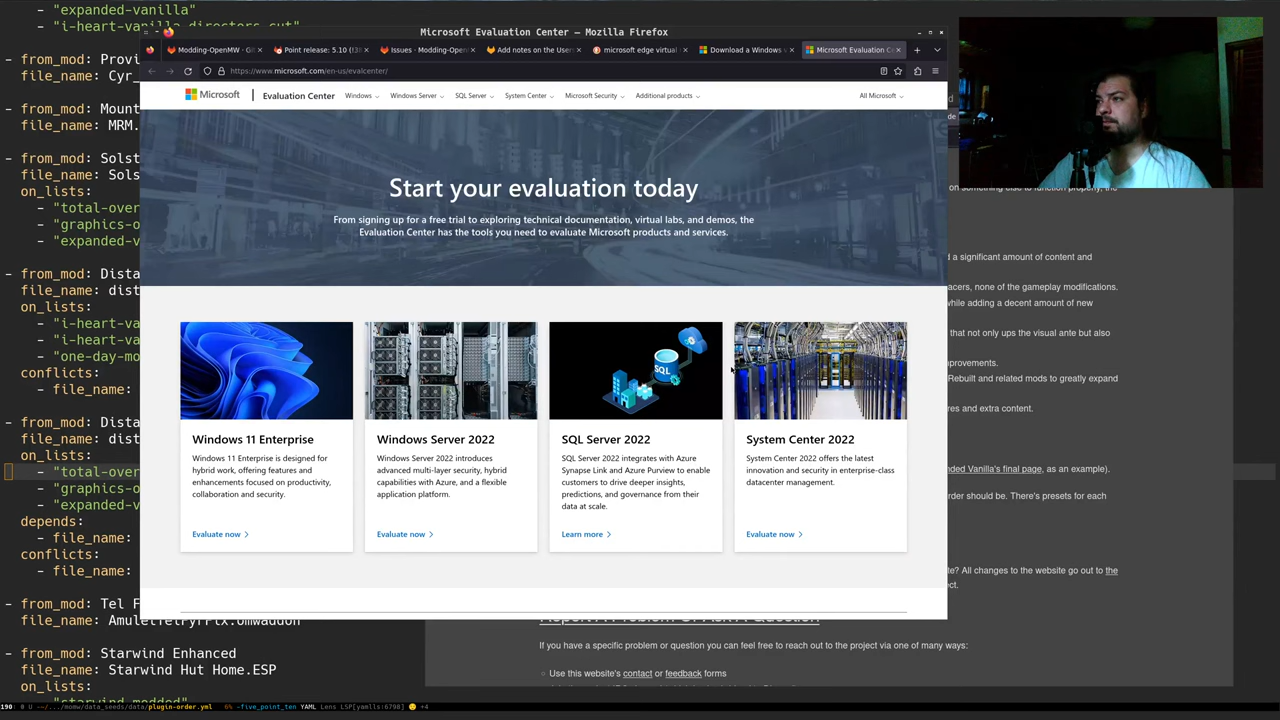 - "expanded-vanilla"
- "i-heart-vanilla-directors-cut"
Microsoft Evaluation Center — Mozilla Firefox
Modding-OpenMW - Gi
Point release: 5.10 (!3
Issues · Modding-Open
Add notes on the User
microsoft edge virtual
Download a Windows v
Microsoft Evaluation Ce
- from_mod:
file_name: Cyr_
https://www.microsoft.com/en-us/evalcenter/
Microsoft
Evaluation Center
Windows
Windows Server
SQL Server
System Center
Microsoft Security
Additional products
All Microsoft
- from_mod: Mount
file_name: MRM.
- from_mod: Solst
file_name: Sols
on_lists:
- "total-over
- "graphics-o
- "expanded-v
Start your evaluation today
From signing up for a free trial to exploring technical documentation, virtual labs, and demos, the
Evaluation Center has the tools you need to evaluate Microsoft products and services.
on something else to function properly, the
d a significant amount of content and
acers, none of the gameplay modifications.
while adding a decent amount of new
that not only ups the visual ante but also
provements.
Rebuilt and related mods to greatly expand
res and extra content.
- from_mod: Dista
file_name: dist
on_lists:
- "i-heart-va
- "i-heart-va
- "one-day-mo
conflicts:
- file_name:
SQL
Windows 11 Enterprise
Windows 11 Enterprise is designed for
hybrid work, offering features and
enhancements focused on productivity,
collaboration and security.
Evaluate now
Windows Server 2022
Windows Server 2022 introduces
advanced multi-layer security, hybrid
capabilities with Azure, and a flexible
application platform.
Evaluate now
SQL Server 2022
SQL Server 2022 integrates with Azure
Synapse Link and Azure Purview to enable
customers to drive deeper insights,
predictions, and governance from their
data at scale.
Learn more
System Center 2022
System Center 2022 offers the latest
innovation and security in enterprise-class
datacenter management.
Evaluate now
- from_mod: Dista
file_name: dist
on_lists:
- "total-over
- "graphics-o
- "expanded-v
depends:
- file_name:
conflicts:
- file_name:
nded Vanilla's final page, as an example).
order should be. There's presets for each
te? All changes to the website go out to the
ct.
- from_mod: Tel F
file_name: AmuletTelFyrFix.omwaddon
Report A Problem Or Ask A Question
If you have a specific problem or question you can feel free to reach out to the project via one of many ways:
Use this website's contact or feedback forms
- from_mod: Starwind Enhanced
file_name: Starwind Hut Home.ESP
on_lists:
- "starwind-modded"
190: 0 U ~~/.../momw/data_seeds/data/plugin-order.yml 6% -five_point_ten YAML Lens LSP[yamlls:6798] +4